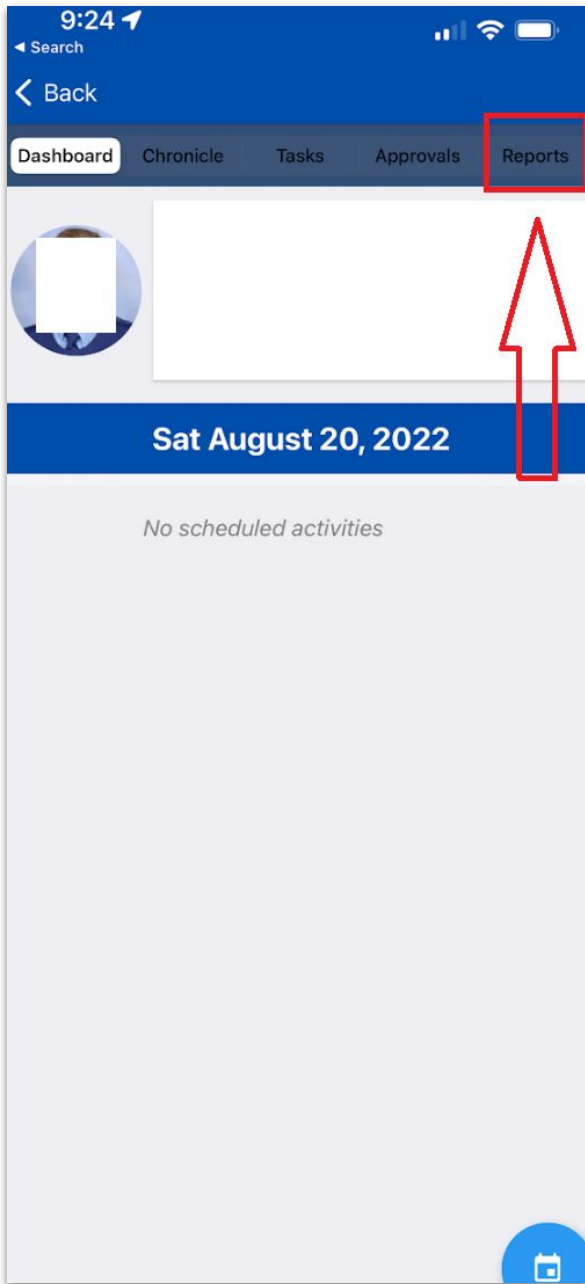 9:24
Search
Back
Dashboard Chronicle Tasks Approvals Reports
Sat August 20, 2022
No scheduled activities